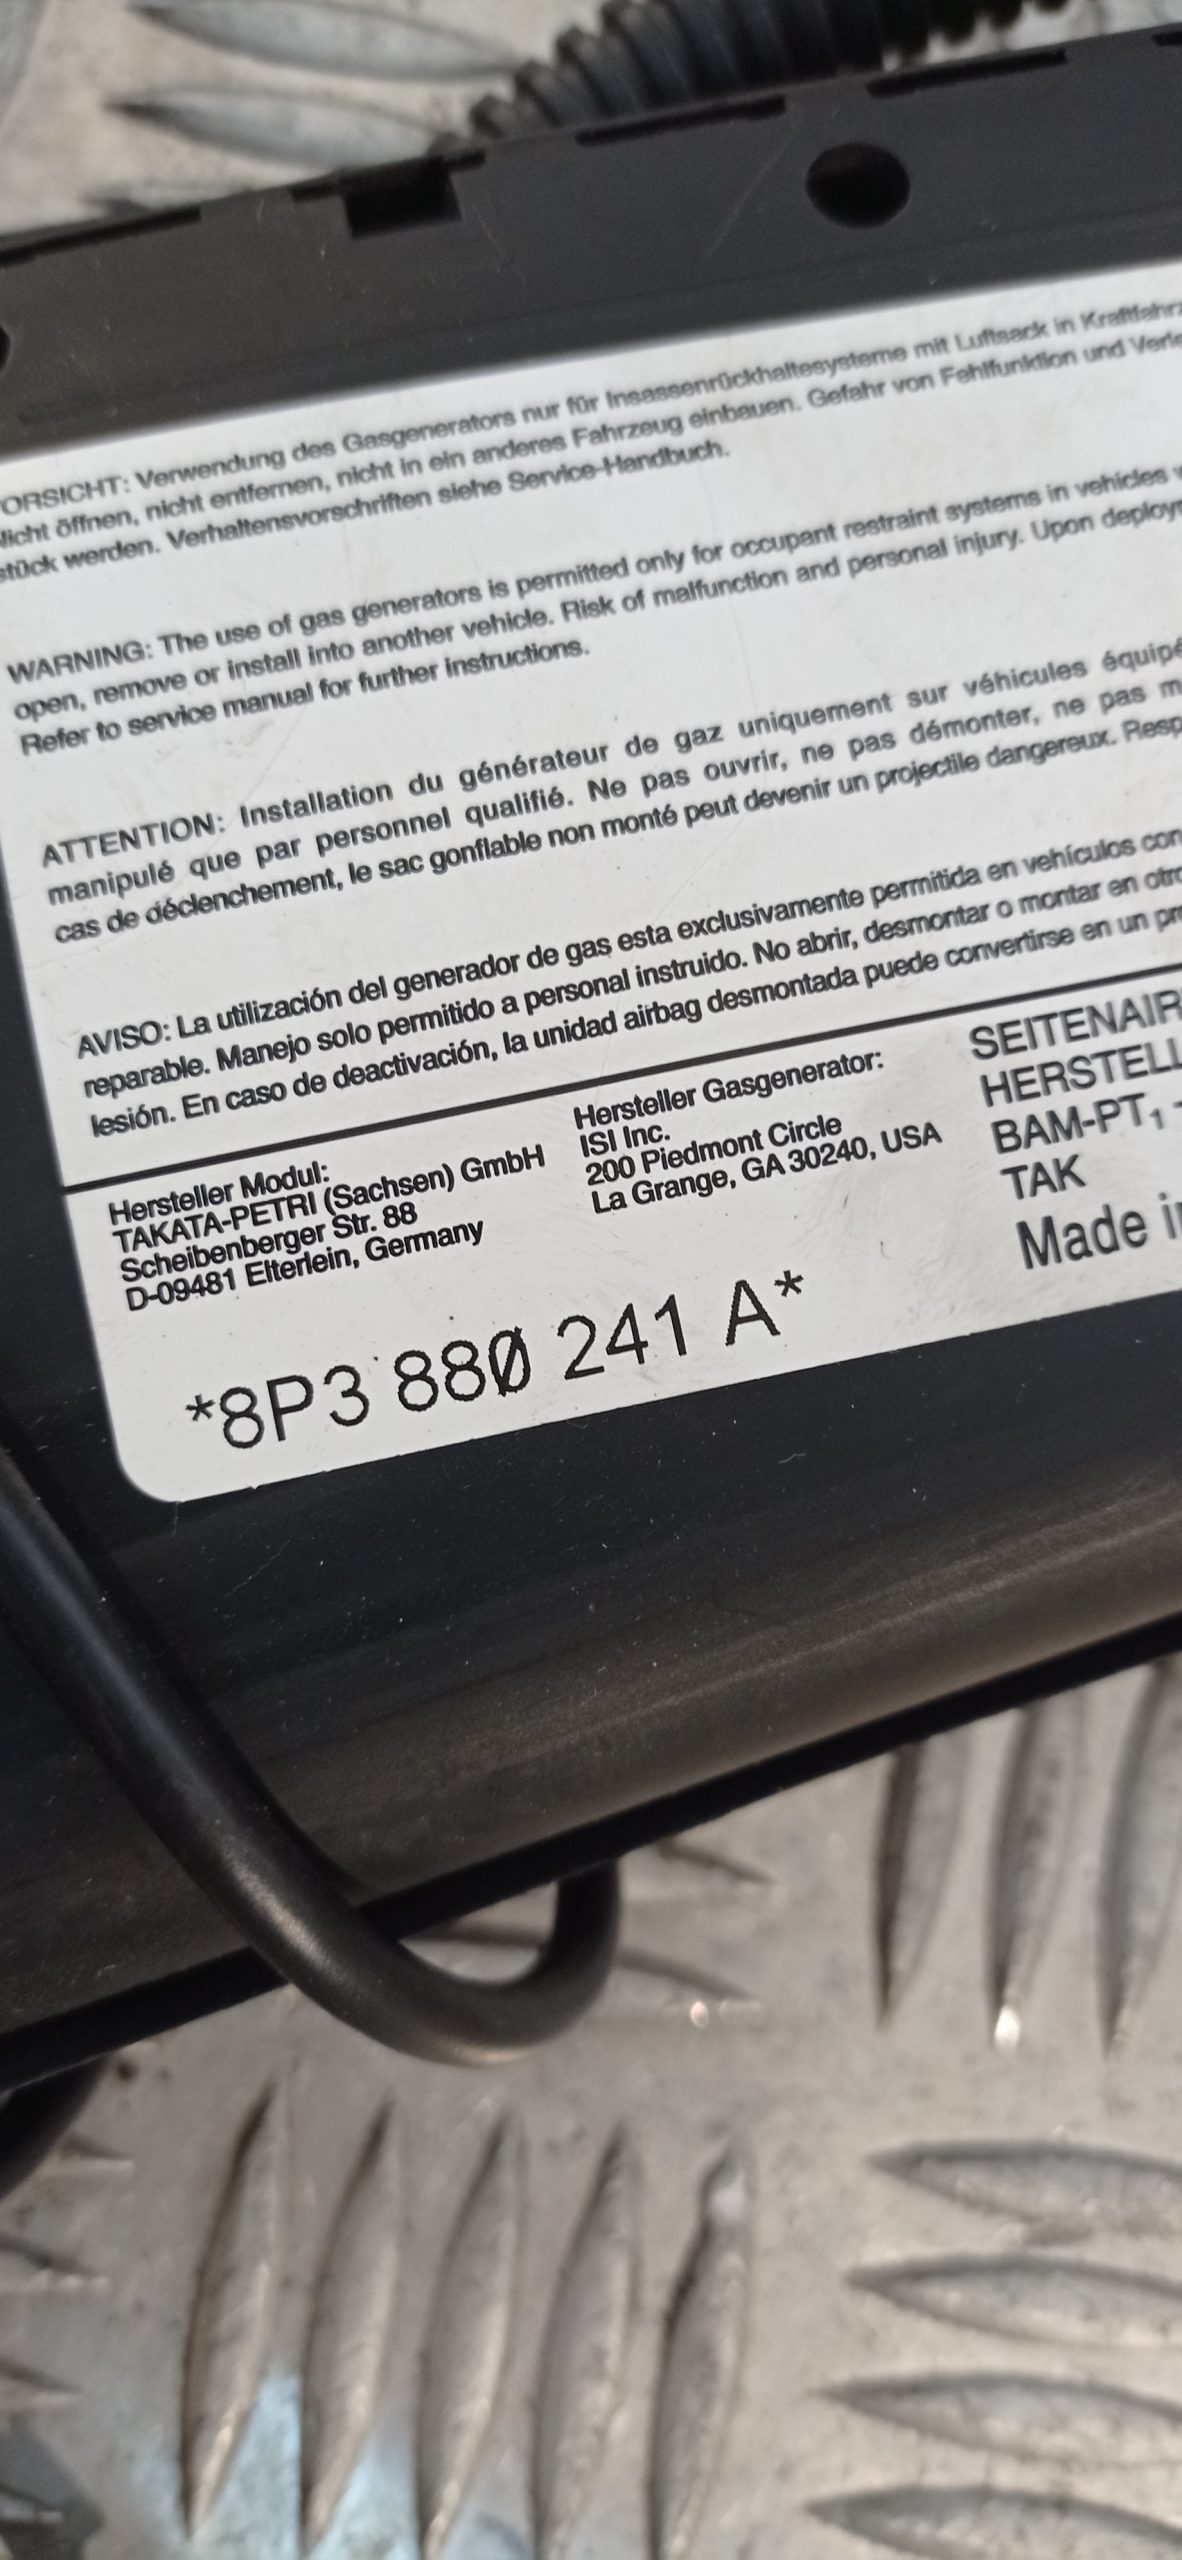 ORSICHT: Verwendung des Gasgenerators nur für Insassenrückhaltesysteme mit Luftsack in Kraftfahrz
Nicht öffnen, nicht entfernen, nicht in ein anderes Fahrzeug einbauen. Gefahr von Fehlfunktion und Verle
stück werden. Verhaltensvorschriften siehe Service-Handbuch.
WARNING: The use of gas generators is permitted only for occupant restraint systems in vehicles w
open, remove or install into another vehicle. Risk of malfunction and personal injury. Upon deploym
Refer to service manual for further instructions.
ATTENTION: Installation du générateur de gaz uniquement sur véhicules équipé
manipulé que par personnel qualifié. Ne pas ouvrir, ne pas démonter, ne pas m
cas de déclenchement, le sac gonflable non monté peut devenir un projectile dangereux. Resp
AVISO: La utilización del generador de gas esta exclusivamente permitida en vehículos con
reparable. Manejo solo permitido a personal instruido. No abrir, desmontar o montar en otro
lesión. En caso de deactivación, la unidad airbag desmontada puede convertirse en un pr
Hersteller Modul:
TAKATA-PETRI (Sachsen) GmbH
Scheibenberger Str. 88
D-09481 Elterlein, Germany
Hersteller Gasgenerator:
ISI Inc.
200 Piedmont Circle
La Grange, GA 30240, USA
SEITENAIR
HERSTELL
BAM-PT₁ -
TAK
Made in
*8P3 880 241 A*